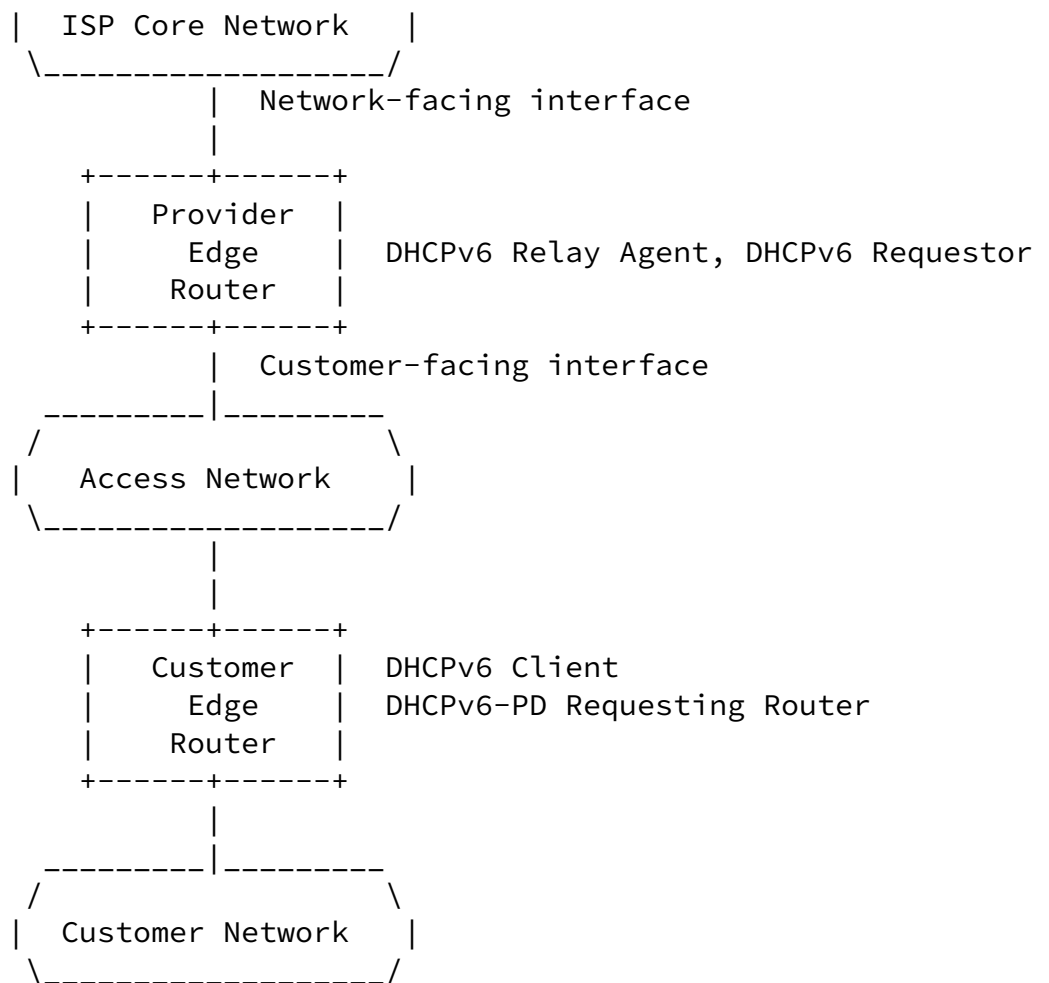 ISP Core Network
Network-facing interface
Provider
Edge DHCPv6 Relay Agent, DHCPv6 Requestor
Router
Customer-facing interface
Access Network
Customer DHCPv6 Client
Edge DHCPv6-PD Requesting Router
Router
Customer Network